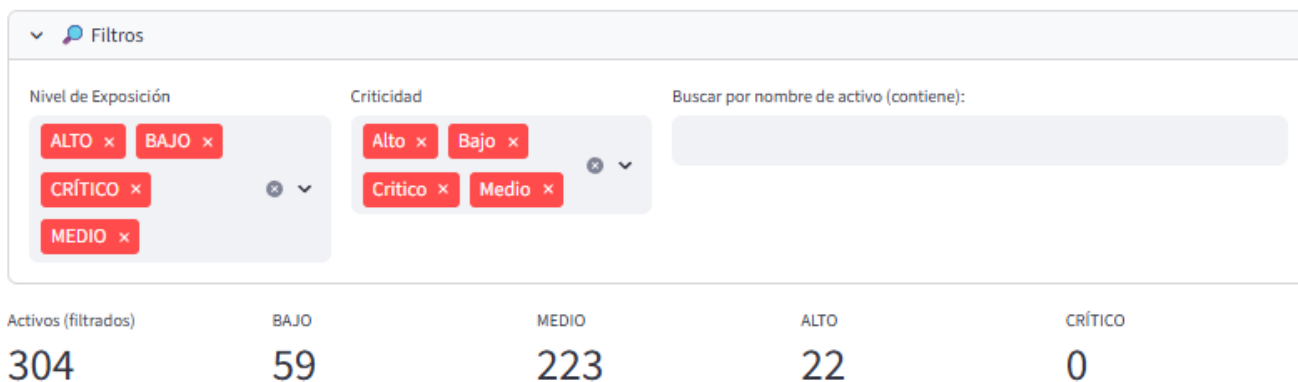 Filtros
Nivel de Exposición
Criticidad
Buscar por nombre de activo (contiene):
ALTO × BAJO ×
CRÍTICO ×
MEDIO ×
Alto × Bajo ×
Critico × Medio ×
Activos (filtrados)
BAJO
MEDIO
ALTO
CRÍTICO
304
59
223
22
0